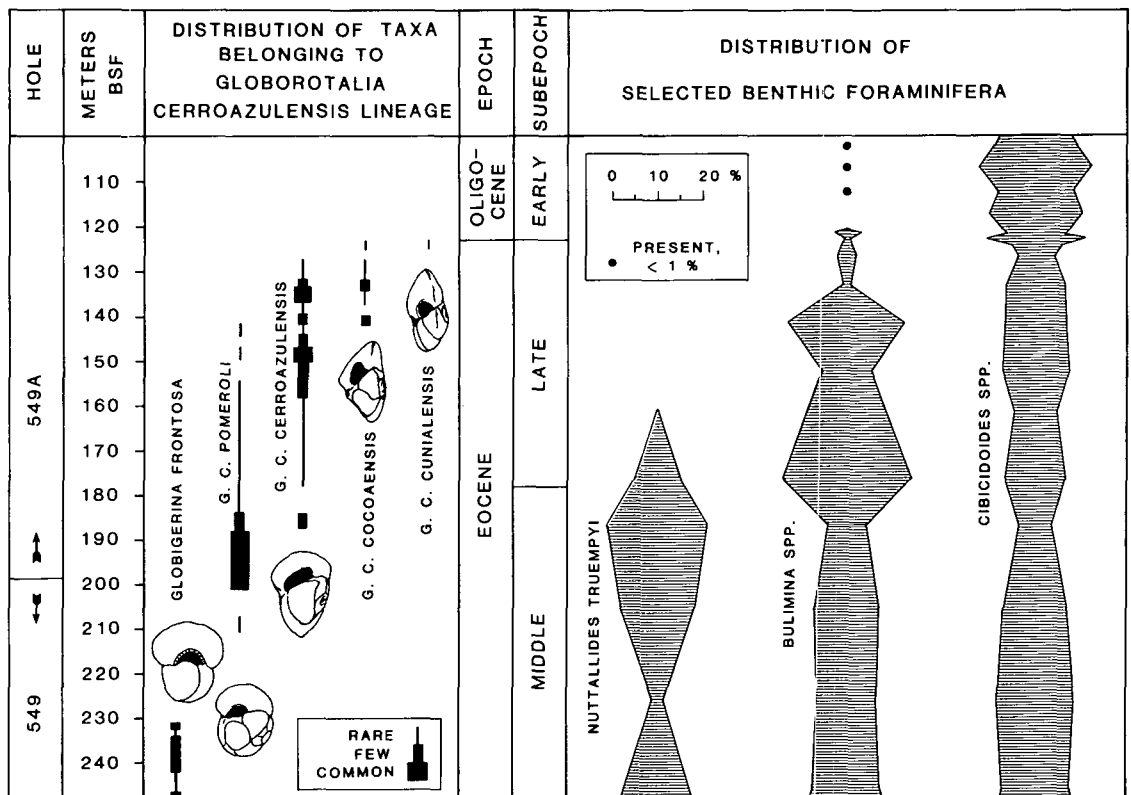 HOLE
METERS
BSF
DISTRIBUTION OF TAXA
BELONGING TO
GLOBOROTALIA
CERROAZULENSIS LINEAGE
EPOCH
SUBEPOCH
DISTRIBUTION OF
SELECTED BENTHIC FORAMINIFERA
549A
549
110
120
130
140
150
160
170
180
190
200
210
220
230
240
GLOBIGERINA FRONTOSA
G. C. POMEROLI
G. C. CERROAZULENSIS
G. C. COCOAENSIS
G. C. CUNIALENSIS
RARE
FEW
COMMON
OLIGO-
CENE
EOCENE
EARLY
LATE
MIDDLE
0 10 20 %
PRESENT,
< 1 %
NUTTALLIDES TRUEMPYI
BULIMINA SPP.
CIBICIDOIDES SPP.